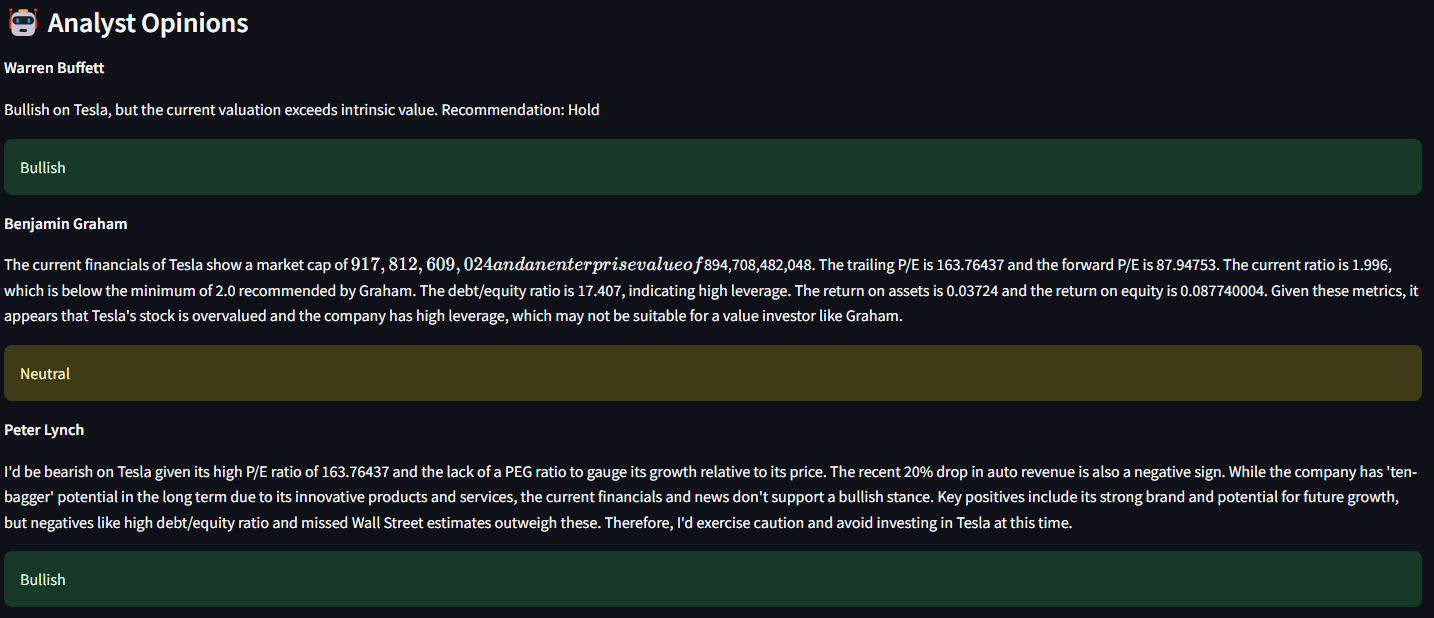 Analyst Opinions
Warren Buffett
Bullish on Tesla, but the current valuation exceeds intrinsic value. Recommendation: Hold
Bullish
Benjamin Graham
The current financials of Tesla show a market cap of 917,812,609,024andanenterprisevalueof894,708,482,048. The trailing P/E is 163.76437 and the forward P/E is 87.94753. The current ratio is 1.996,
which is below the minimum of 2.0 recommended by Graham. The debt/equity ratio is 17.407, indicating high leverage. The return on assets is 0.03724 and the return on equity is 0.087740004. Given these metrics, it
appears that Tesla's stock is overvalued and the company has high leverage, which may not be suitable for a value investor like Graham.
Neutral
Peter Lynch
I'd be bearish on Tesla given its high P/E ratio of 163.76437 and the lack of a PEG ratio to gauge its growth relative to its price. The recent 20% drop in auto revenue is also a negative sign. While the company has 'ten-
bagger' potential in the long term due to its innovative products and services, the current financials and news don't support a bullish stance. Key positives include its strong brand and potential for future growth,
but negatives like high debt/equity ratio and missed Wall Street estimates outweigh these. Therefore, I'd exercise caution and avoid investing in Tesla at this time.
Bullish